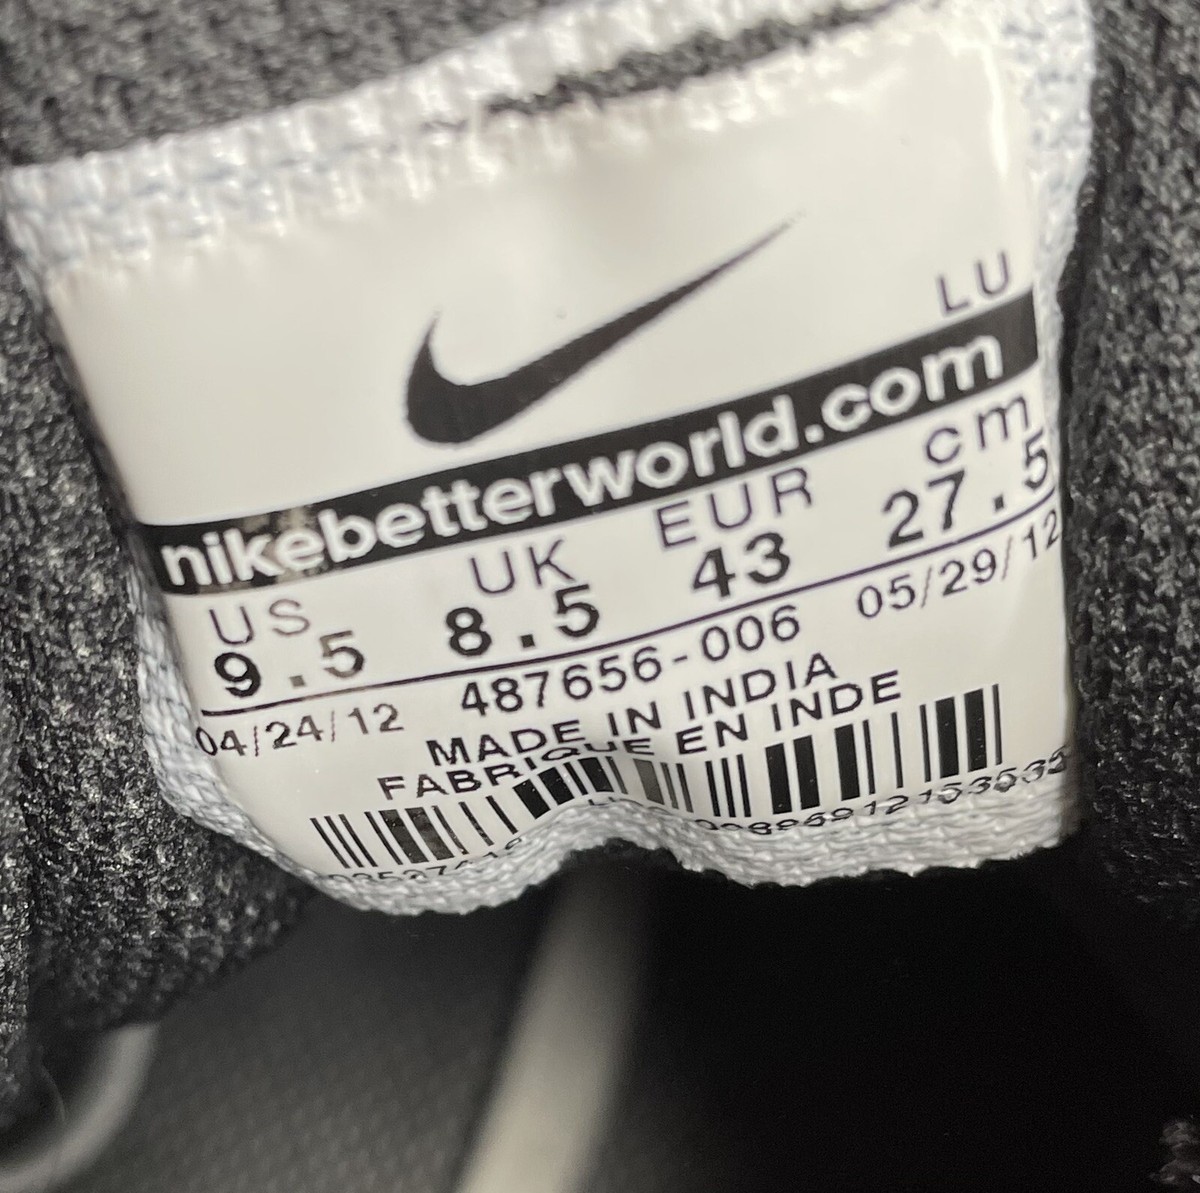 LU
nikebetterworld.com
US UK EUR cm
9.5 8.5 43 27.5
04/24/12 487656-006 05/29/12
MADE IN INDIA
FABRIQUE EN INDE